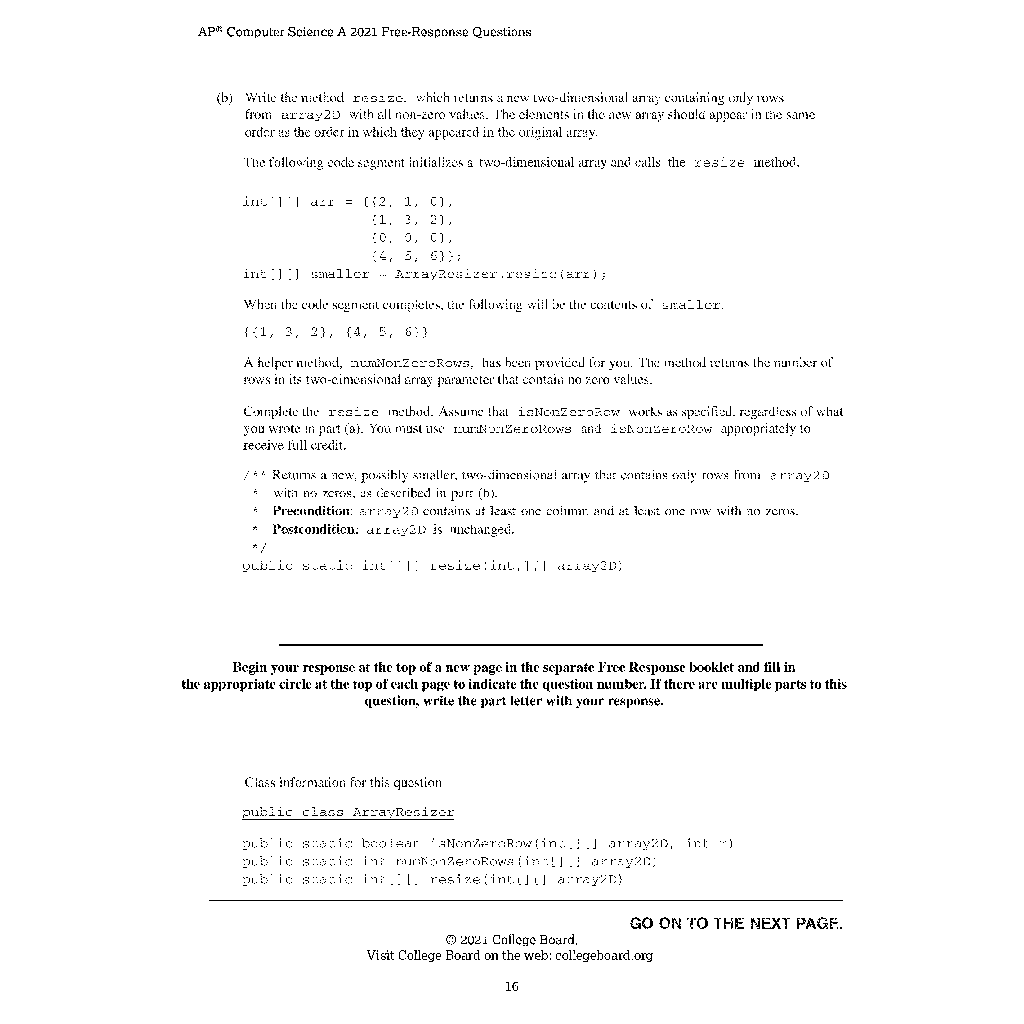 AP® Computer Science A 2021 Free-Response Questions
(b) Write the method resize, which returns a new two-dimensional array containing only rows
from array2D with all non-zero values. The elements in the new array should appear in the same
order as the order in which they appeared in the original array.
The following code segment initializes a two-dimensional array and calls the resize method.
int[][] arr = {{2, 1, 0},
{1, 3, 2},
{0, 0, 0},
{4, 5, 6}};
int[][] smaller = ArrayResizer.resize(arr);
When the code segment completes, the following will be the contents of smaller.
{{1, 3, 2}, {4, 5, 6}}
A helper method, numNonZeroRows, has been provided for you. The method returns the number of
rows in its two-dimensional array parameter that contain no zero values.
Complete the resize method. Assume that isNonZeroRow works as specified, regardless of what
you wrote in part (a). You must use numNonZeroRows and isNonZeroRow appropriately to
receive full credit.
/** Returns a new, possibly smaller, two-dimensional array that contains only rows from array2D
* with no zeros, as described in part (b).
* Precondition: array2D contains at least one column and at least one row with no zeros.
* Postcondition: array2D is unchanged.
*/
public static int[][] resize(int[][] array2D)
Begin your response at the top of a new page in the separate Free Response booklet and fill in
the appropriate circle at the top of each page to indicate the question number. If there are multiple parts to this
question, write the part letter with your response.
Class information for this question
public class ArrayResizer
public static boolean isNonZeroRow(int[][] array2D, int r)
public static int numNonZeroRows(int[][] array2D)
public static int[][] resize(int[][] array2D)
GO ON TO THE NEXT PAGE.
© 2021 College Board.
Visit College Board on the web: collegeboard.org
16